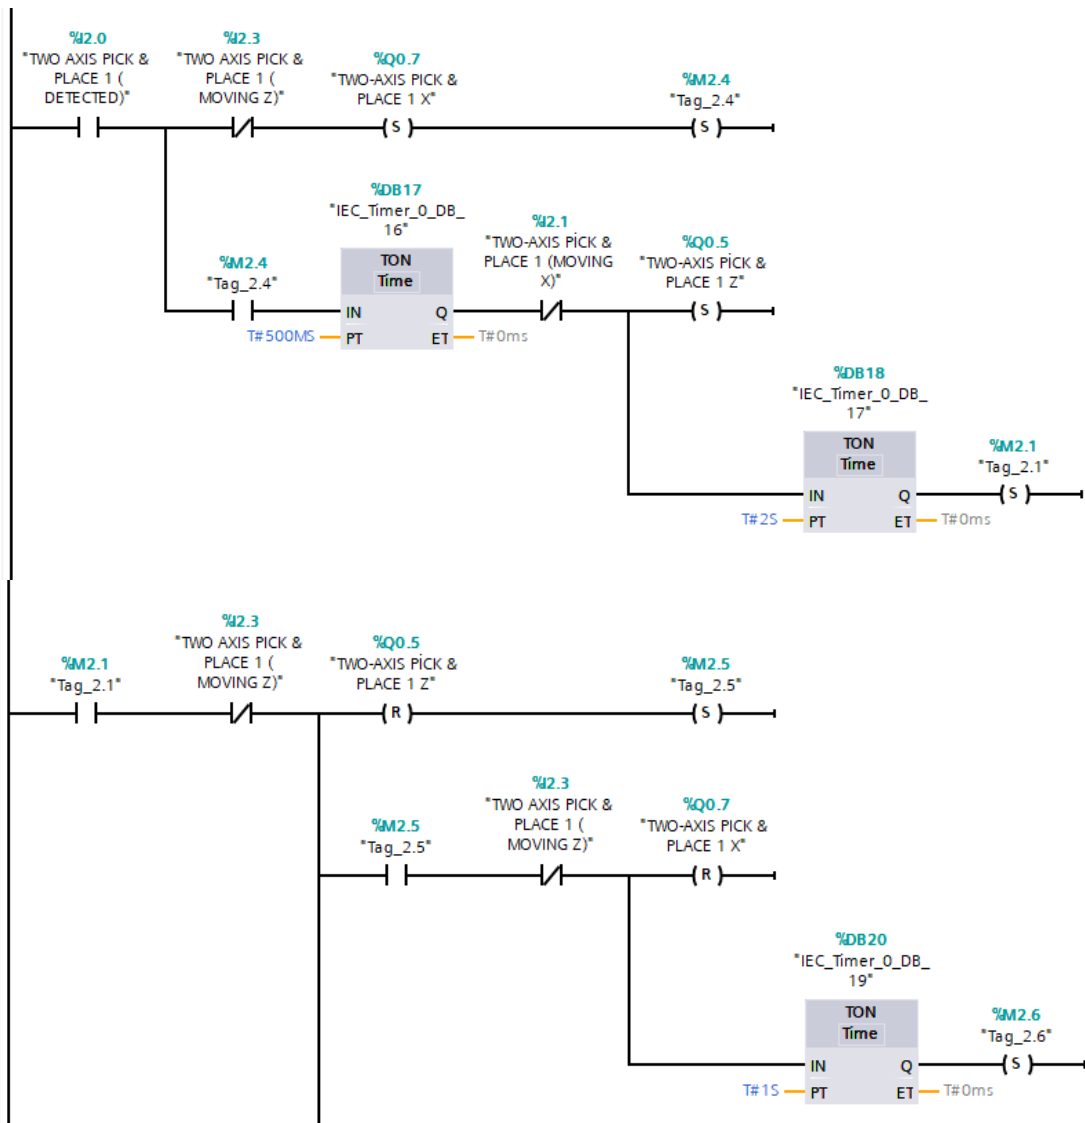 %I2.0
"TWO AXIS PICK &
PLACE 1 (
DETECTED)"
%I2.3
"TWO AXIS PICK &
PLACE 1 (
MOVING Z)"
%Q0.7
"TWO-AXIS PICK &
PLACE 1 X"
%M2.4
"Tag_2.4"
S
S
%DB17
"IEC_Timer_0_DB_
16"
%I2.1
"TWO-AXIS PİCK &
PLACE 1 (MOVING
X)"
%Q0.5
"TWO-AXIS PİCK &
PLACE 1 Z"
%M2.4
"Tag_2.4"
TON
Time
IN
Q
S
T#500MS
PT
ET
T#0ms
%DB18
"IEC_Timer_0_DB_
17"
TON
Time
%M2.1
"Tag_2.1"
IN
Q
S
T#2S
PT
ET
T#0ms
%M2.1
"Tag_2.1"
%I2.3
"TWO AXIS PICK &
PLACE 1 (
MOVING Z)"
%Q0.5
"TWO-AXIS PİCK &
PLACE 1 Z"
%M2.5
"Tag_2.5"
R
S
%M2.5
"Tag_2.5"
%I2.3
"TWO AXIS PICK &
PLACE 1 (
MOVING Z)"
%Q0.7
"TWO-AXIS PICK &
PLACE 1 X"
R
%DB20
"IEC_Timer_0_DB_
19"
TON
Time
%M2.6
"Tag_2.6"
IN
Q
S
T#1S
PT
ET
T#0ms